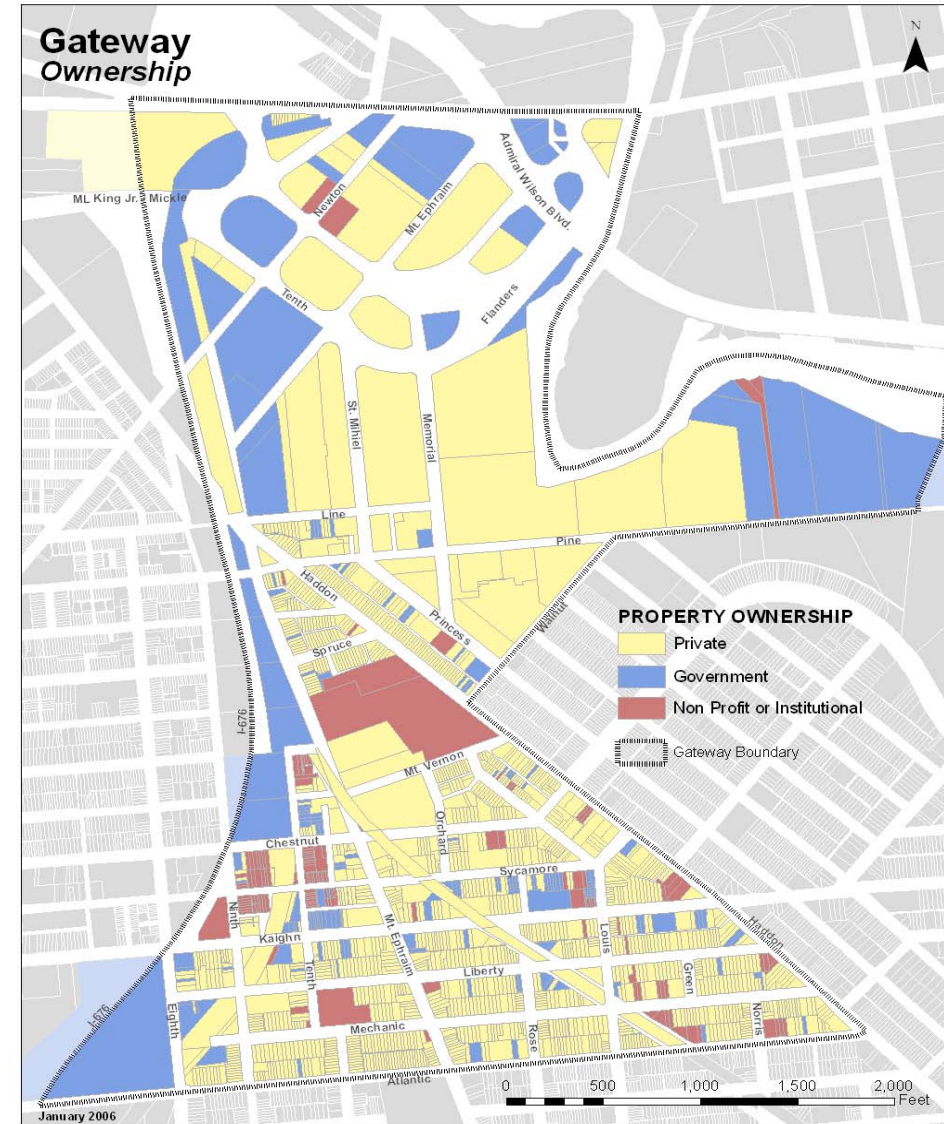 Gateway
Ownership
N
ML King Jr. - Mickle
Newton
Mt. Ephraim
Admiral Wilson Blvd.
Tenth
Flanders
St. Mihiel
Memorial
Line
Pine
Haddon
Princess
Walnut
Spruce
I-676
Mt. Vernon
Orchard
Chestnut
Sycamore
Ninth
Kaighn
Tenth
Mt. Ephraim
Louis
Haddon
Liberty
Green
Eighth
I-676
Mechanic
Rose
Norris
Atlantic
PROPERTY OWNERSHIP
Private
Government
Non Profit or Institutional
Gateway Boundary
0 500 1,000 1,500 2,000
Feet
January 2006